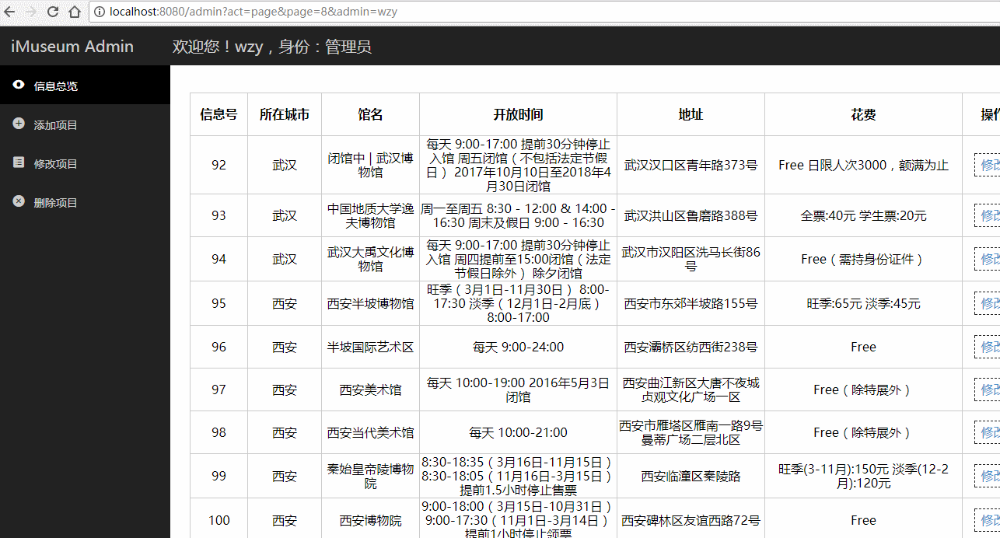 localhost:8080/admin?act=page&page=8&admin=wzy
iMuseum Admin
欢迎您！wzy，身份：管理员
信息总览
添加项目
修改项目
删除项目
信息号 所在城市 馆名 开放时间 地址 花费 操作
92 武汉 闭馆中 | 武汉博物馆 每天 9:00-17:00 提前30分钟停止入馆 周五闭馆（不包括法定节假日） 2017年10月10日至2018年4月30日闭馆 武汉汉口区青年路373号 Free 日限人次3000，额满为止 修改
93 武汉 中国地质大学逸夫博物馆 周一至周五 8:30 - 12:00 & 14:00 - 16:30 周末及假日 9:00 - 16:30 武汉洪山区鲁磨路388号 全票:40元 学生票:20元 修改
94 武汉 武汉大禹文化博物馆 每天 9:00-17:00 提前30分钟停止入馆 周四提前至15:00闭馆（法定节假日除外） 除夕闭馆 武汉市汉阳区洗马长街86号 Free（需持身份证件） 修改
95 西安 西安半坡博物馆 旺季（3月1日-11月30日） 8:00-17:30 淡季（12月1日-2月底） 8:00-17:00 西安市东郊半坡路155号 旺季:65元 淡季:45元 修改
96 西安 半坡国际艺术区 每天 9:00-24:00 西安灞桥区纺西街238号 Free 修改
97 西安 西安美术馆 每天 10:00-19:00 2016年5月3日闭馆 西安曲江新区大唐不夜城贞观文化广场一区 Free（除特展外） 修改
98 西安 西安当代美术馆 每天 10:00-21:00 西安市雁塔区雁南一路9号曼蒂广场二层北区 Free（除特展外） 修改
99 西安 秦始皇帝陵博物院 8:30-18:35（3月16日-11月15日） 8:30-18:05（11月16日-3月15日） 提前1.5小时停止售票 西安临潼区秦陵路 旺季(3-11月):150元 淡季(12-2月):120元 修改
100 西安 西安博物院 9:00-18:00（3月15日-10月31日） 9:00-17:30（11月1日-3月14日） 提前1小时停止领票 西安碑林区友谊西路72号 Free 修改